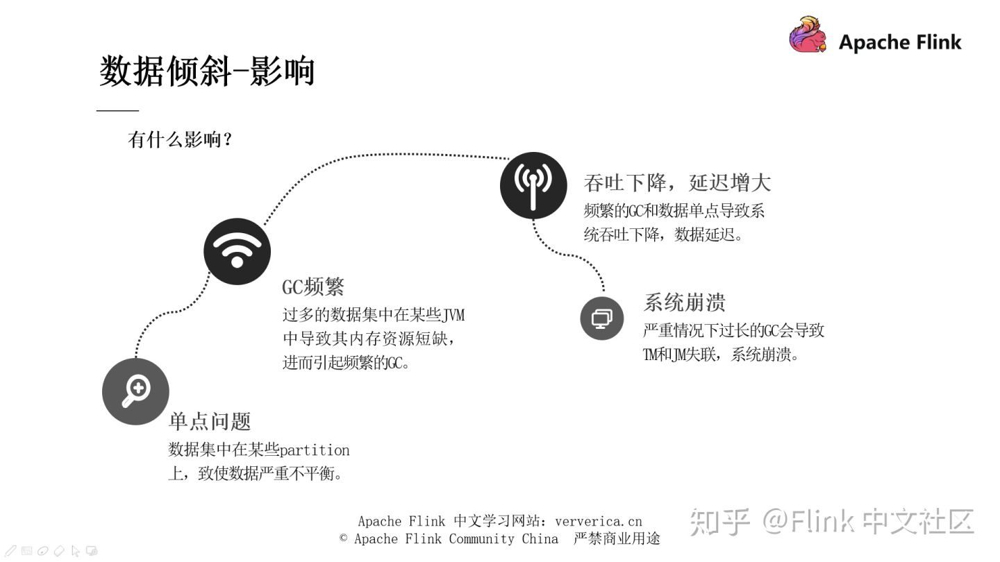 Apache Flink
数据倾斜-影响
有什么影响？
吞吐下降，延迟增大
频繁的GC和数据单点导致系
统吞吐下降，数据延迟。
GC频繁
过多的数据集中在某些JVM
中导致其内存资源短缺，
进而引起频繁的GC。
系统崩溃
严重情况下过长的GC会导致
TM和JM失联，系统崩溃。
单点问题
数据集中在某些partition
上，致使数据严重不平衡。
Apache Flink 中文学习网站：ververica.cn
© Apache Flink Community China 严禁商业用途
知乎 @Flink 中文社区